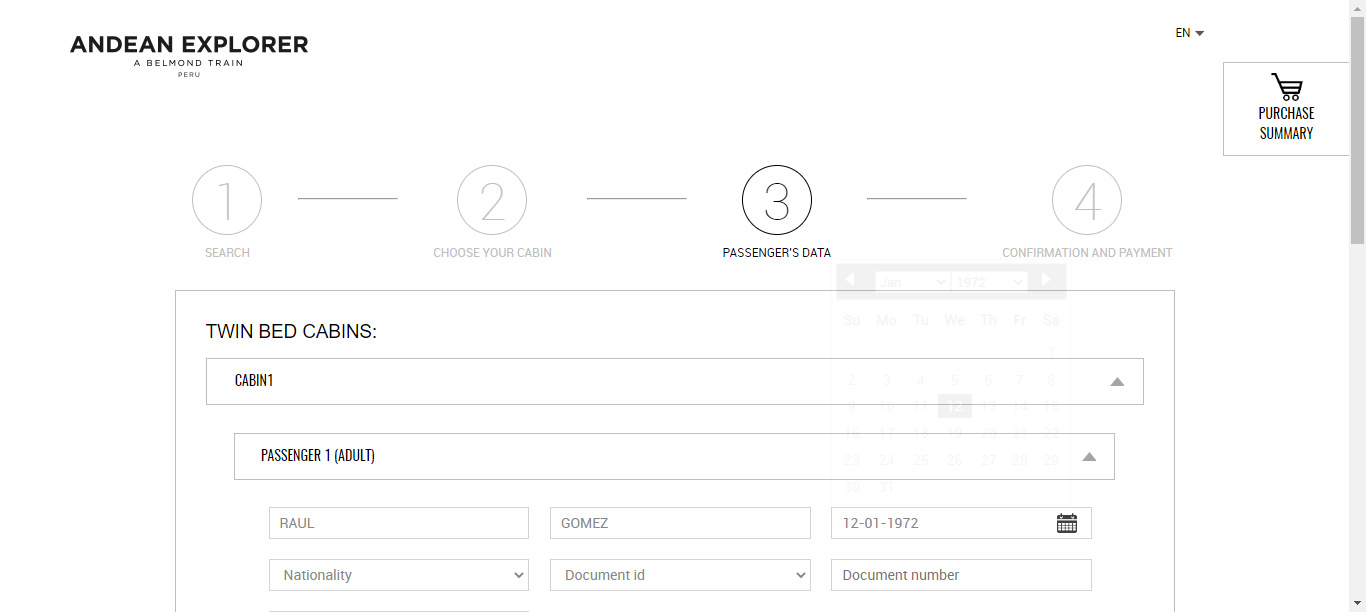 ANDEAN EXPLORER
A BELMOND TRAIN
PERU
EN
PURCHASE
SUMMARY
1
2
3
4
SEARCH
CHOOSE YOUR CABIN
PASSENGER'S DATA
CONFIRMATION AND PAYMENT
Jan 1972
Su Mo Tu We Th Fr Sa
1
2 3 4 5 6 7 8
9 10 11 12 13 14 15
16 17 18 19 20 21 22
23 24 25 26 27 28 29
30 31
TWIN BED CABINS:
CABIN1
PASSENGER 1 (ADULT)
RAUL
GOMEZ
12-01-1972
Nationality
Document id
Document number